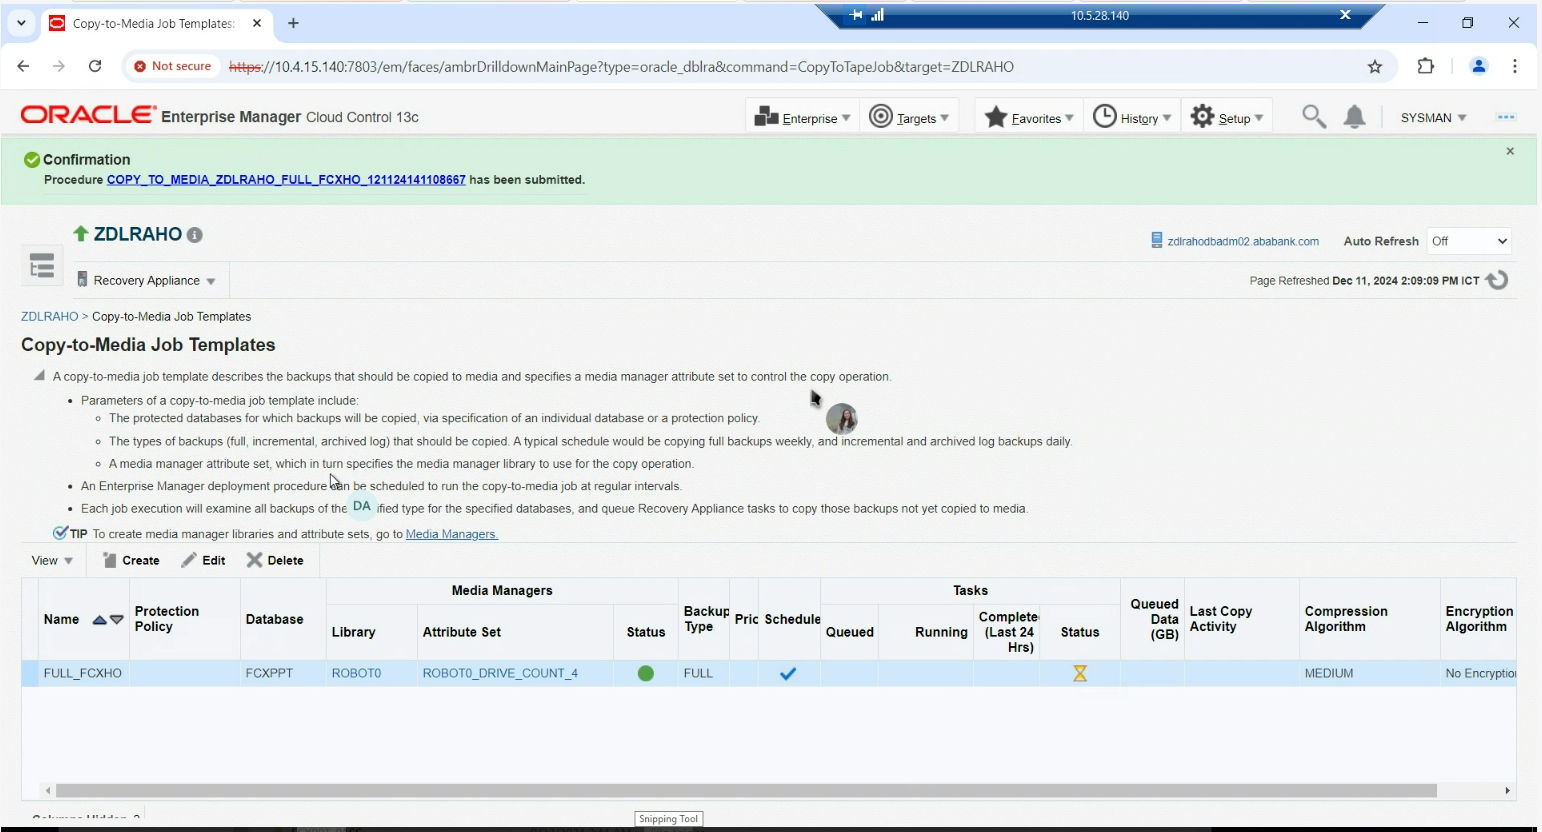 Copy-to-Media Job Templates:
10.5.28.140
Not secure
https://10.4.15.140:7803/em/faces/ambrDrilldownMainPage?type=oracle_dblra&command=CopyToTapeJob&target=ZDLRAHO
ORACLE Enterprise Manager Cloud Control 13c
Enterprise
Targets
Favorites
History
Setup
SYSMAN
Confirmation
Procedure COPY_TO_MEDIA_ZDLRAHO_FULL_FCXHO_121124141108667 has been submitted.
ZDLRAHO
zdlrahodbadm02.ababank.com
Auto Refresh Off
Recovery Appliance
Page Refreshed Dec 11, 2024 2:09:09 PM ICT
ZDLRAHO > Copy-to-Media Job Templates
Copy-to-Media Job Templates
A copy-to-media job template describes the backups that should be copied to media and specifies a media manager attribute set to control the copy operation.
• Parameters of a copy-to-media job template include:
The protected databases for which backups will be copied, via specification of an individual database or a protection policy.
The types of backups (full, incremental, archived log) that should be copied. A typical schedule would be copying full backups weekly, and incremental and archived log backups daily.
A media manager attribute set, which in turn specifies the media manager library to use for the copy operation.
• An Enterprise Manager deployment procedure can be scheduled to run the copy-to-media job at regular intervals.
• Each job execution will examine all backups of the DA ified type for the specified databases, and queue Recovery Appliance tasks to copy those backups not yet copied to media.
TIP To create media manager libraries and attribute sets, go to Media Managers.
View Create Edit Delete
Name
Protection Policy
Database
Media Managers
Library
Attribute Set
Status
Backup Type
Pric
Schedule
Tasks
Queued
Running
Complete (Last 24 Hrs)
Status
Queued Data (GB)
Last Copy Activity
Compression Algorithm
Encryption Algorithm
FULL_FCXHO FCXPPT ROBOT0 ROBOT0_DRIVE_COUNT_4 FULL MEDIUM No Encryptio
Snipping Tool